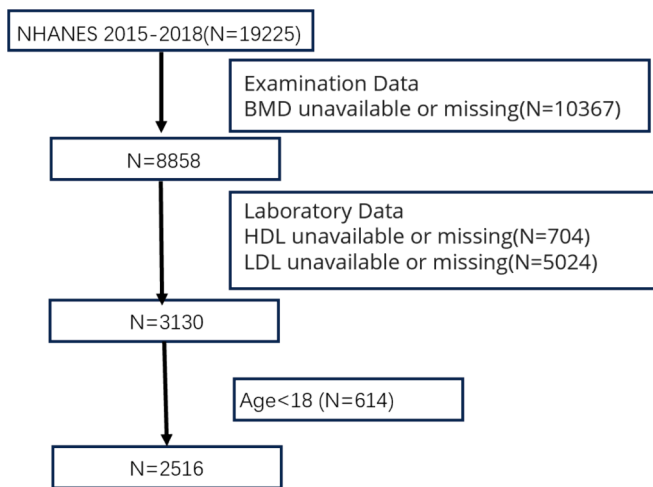 NHANES 2015-2018(N=19225)
Examination Data
BMD unavailable or missing(N=10367)
N=8858
Laboratory Data
HDL unavailable or missing(N=704)
LDL unavailable or missing(N=5024)
N=3130
Age<18 (N=614)
N=2516